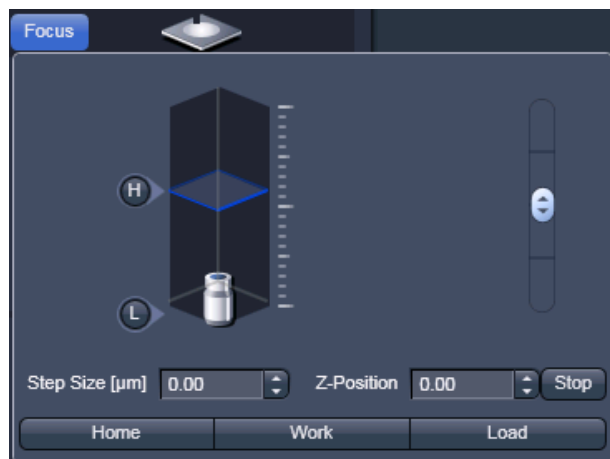 Focus
H
L
Step Size [µm] 0.00 Z-Position 0.00 Stop
Home Work Load